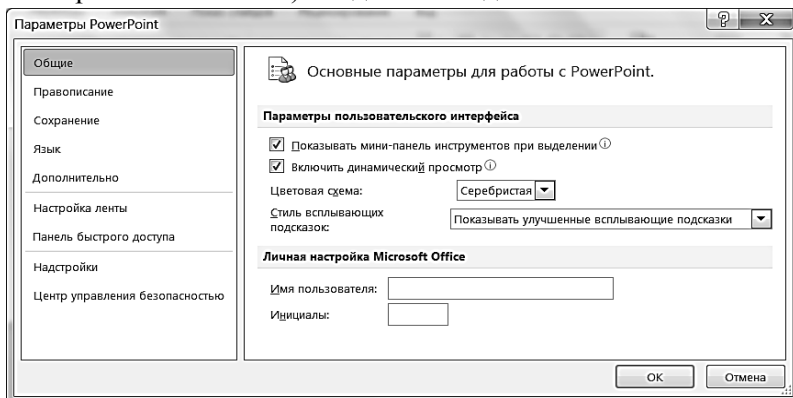 Параметры PowerPoint
Общие
Правописание
Сохранение
Язык
Дополнительно
Настройка ленты
Панель быстрого доступа
Надстройки
Центр управления безопасностью
Основные параметры для работы с PowerPoint.
Параметры пользовательского интерфейса
Показывать мини-панель инструментов при выделении
Включить динамический просмотр
Цветовая схема: Серебристая
Стиль всплывающих
подсказок: Показывать улучшенные всплывающие подсказки
Личная настройка Microsoft Office
Имя пользователя:
Инициалы:
ОК Отмена